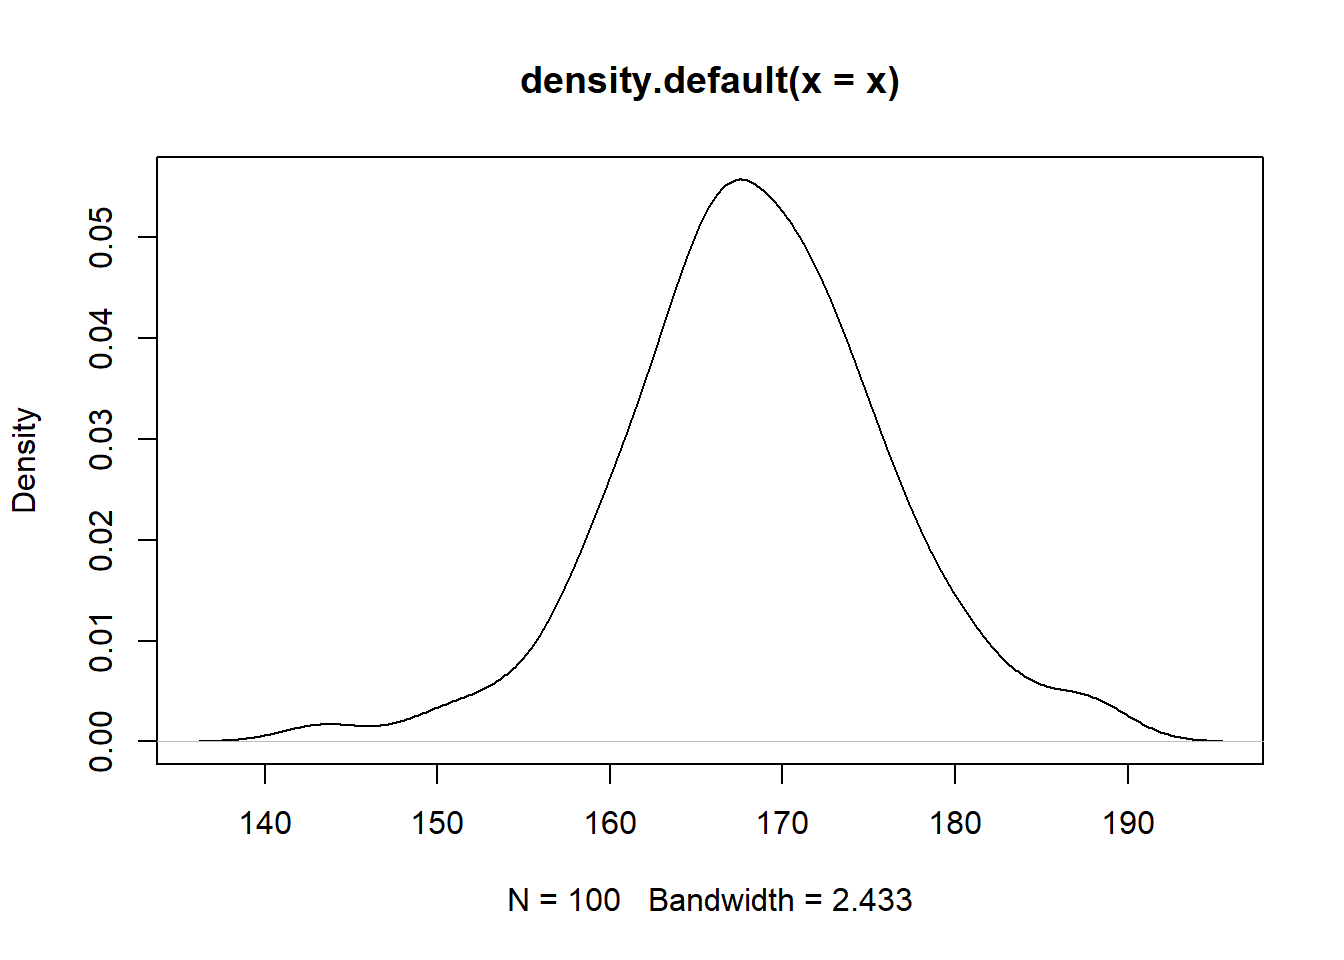 density.default(x = x)
Density
0.05
0.04
0.03
0.02
0.01
0.00
140 150 160 170 180 190
N = 100 Bandwidth = 2.433